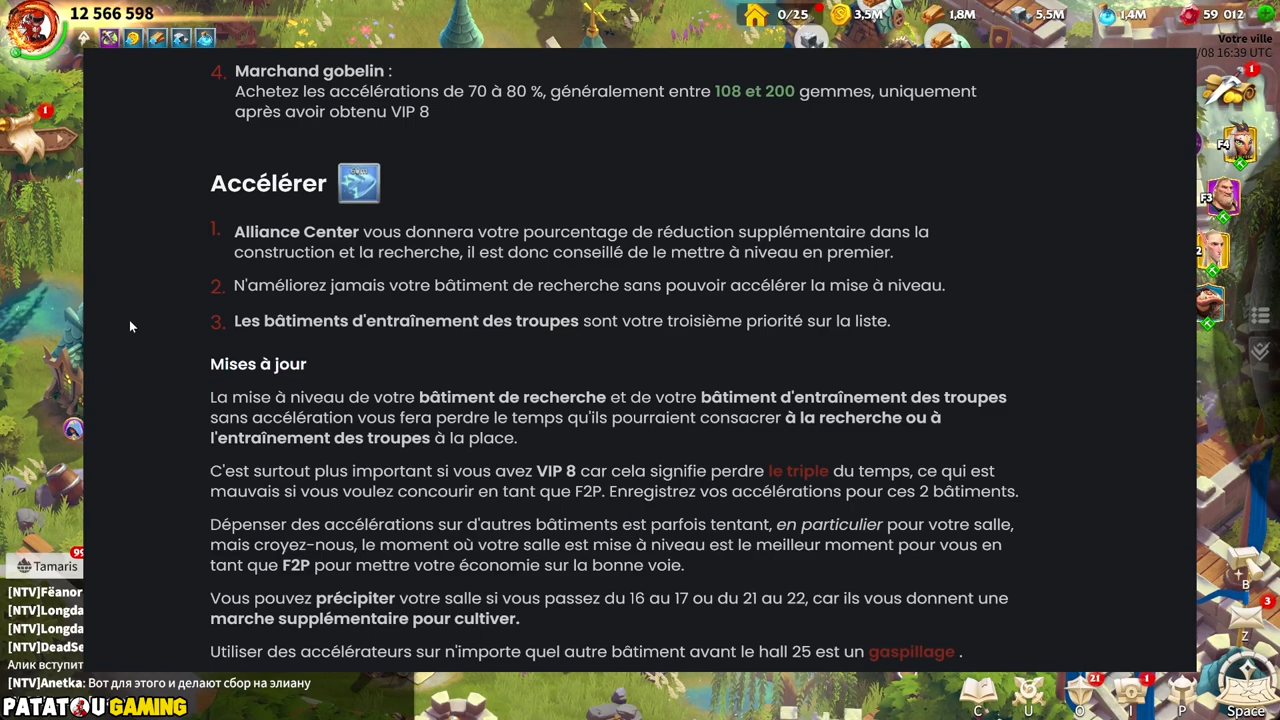 12 566 598
0/25
3,5M
1,8M
5,5M
1,4M
59 012
Votre ville
/08 16:39 UTC
4. Marchand gobelin :
Achetez les accélérations de 70 à 80 %, généralement entre 108 et 200 gemmes, uniquement
après avoir obtenu VIP 8
1
1
F4
F3
2
Accélérer
1. Alliance Center vous donnera votre pourcentage de réduction supplémentaire dans la
construction et la recherche, il est donc conseillé de le mettre à niveau en premier.
2. N'améliorez jamais votre bâtiment de recherche sans pouvoir accélérer la mise à niveau.
3. Les bâtiments d'entraînement des troupes sont votre troisième priorité sur la liste.
Mises à jour
La mise à niveau de votre bâtiment de recherche et de votre bâtiment d'entraînement des troupes
sans accélération vous fera perdre le temps qu'ils pourraient consacrer à la recherche ou à
l'entraînement des troupes à la place.
C'est surtout plus important si vous avez VIP 8 car cela signifie perdre le triple du temps, ce qui est
mauvais si vous voulez concourir en tant que F2P. Enregistrez vos accélérations pour ces 2 bâtiments.
Dépenser des accélérations sur d'autres bâtiments est parfois tentant, en particulier pour votre salle,
mais croyez-nous, le moment où votre salle est mise à niveau est le meilleur moment pour vous en
tant que F2P pour mettre votre économie sur la bonne voie.
Vous pouvez précipiter votre salle si vous passez du 16 au 17 ou du 21 au 22, car ils vous donnent une
marche supplémentaire pour cultiver.
Utiliser des accélérateurs sur n'importe quel autre bâtiment avant le hall 25 est un gaspillage .
99
Tamaris
[NTV]Fëanor
[NTV]Longda
[NTV]Longda
[NTV]DeadSe
Алик вступит
[NTV]Anetka: Вот для этого и делают сбор на элиану
PATATOU GAMING
B
3
Z
21
1
C
U
O
I
P
Space